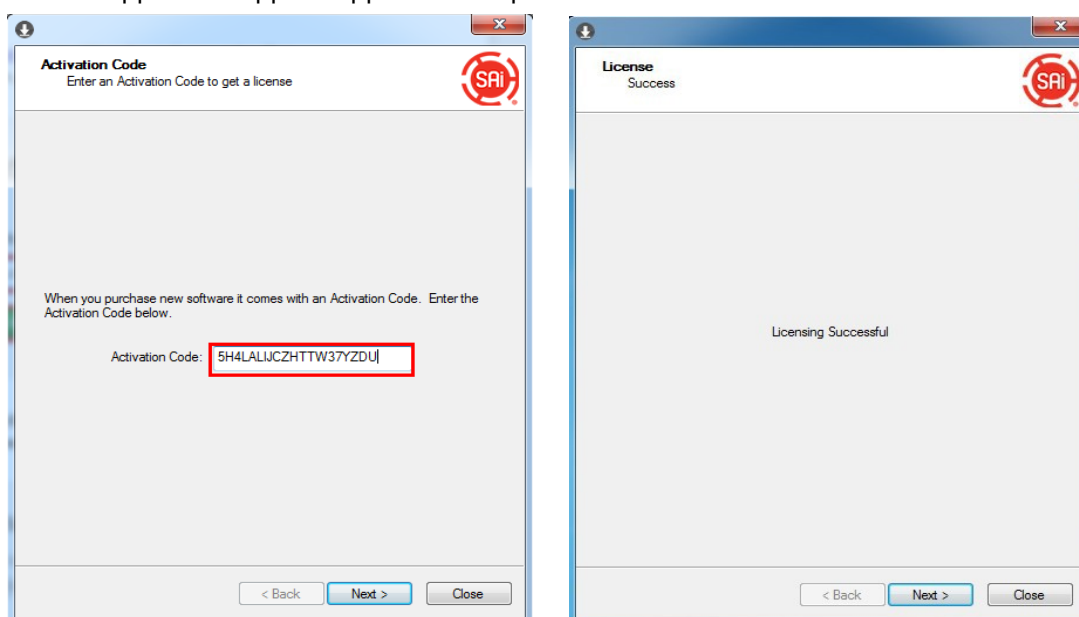 Activation Code
Enter an Activation Code to get a license
SAi
When you purchase new software it comes with an Activation Code. Enter the
Activation Code below.
Activation Code: 5H4LALIJCZHTTW37YZDU
< Back Next > Close
License
Success
SAi
Licensing Successful
< Back Next > Close